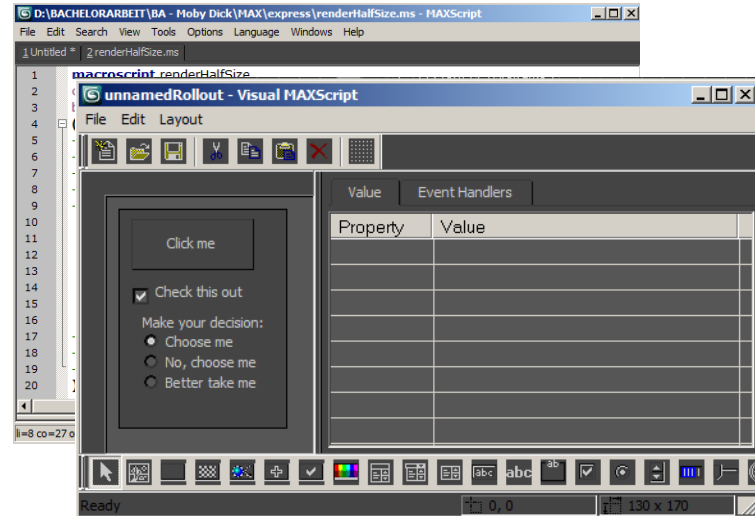 D:\BACHELORARBEIT\BA - Moby Dick\MAX\express\renderHalfSize.ms - MAXScript
File Edit Search View Tools Options Language Windows Help
1 Untitled * 2 renderHalfSize.ms
1 macroscript renderHalfSize
2
3
4 (
5
6
7
8
9
10
11
12
13
14
15
16
17
18
19
20
li=8 co=27
unnamedRollout - Visual MAXScript
File Edit Layout
Click me
Check this out
Make your decision:
Choose me
No, choose me
Better take me
Value Event Handlers
Property Value
abc abc ab
Ready 0, 0 130 x 170